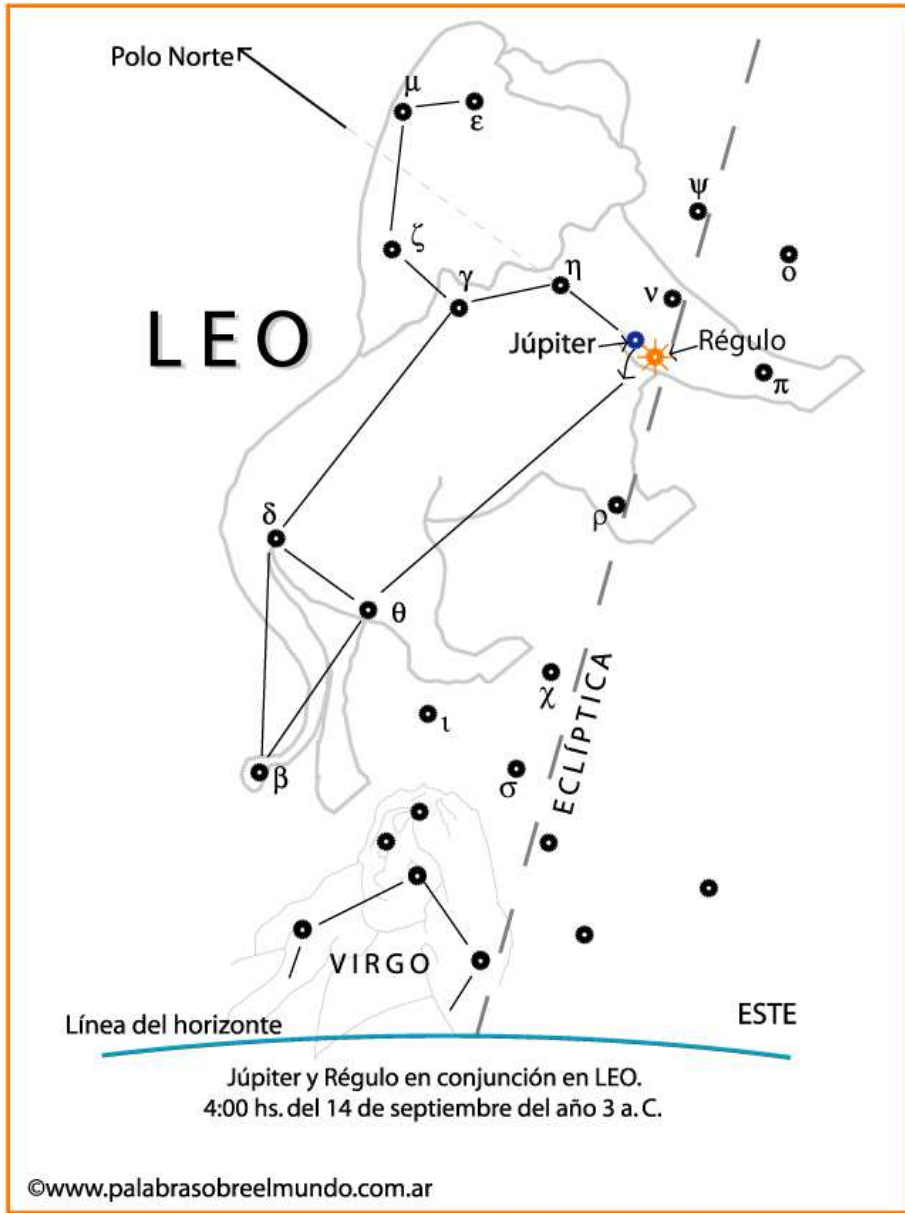 Polo Norte
μ
ε
ψ
ο
ζ
γ
η
ν
LEO
Júpiter
Régulo
π
δ
ρ
θ
χ
ι
ECLÍPTICA
σ
β
VIRGO
Línea del horizonte
ESTE
Júpiter y Régulo en conjunción en LEO.
4:00 hs. del 14 de septiembre del año 3 a. C.
©www.palabrasobreelmundo.com.ar